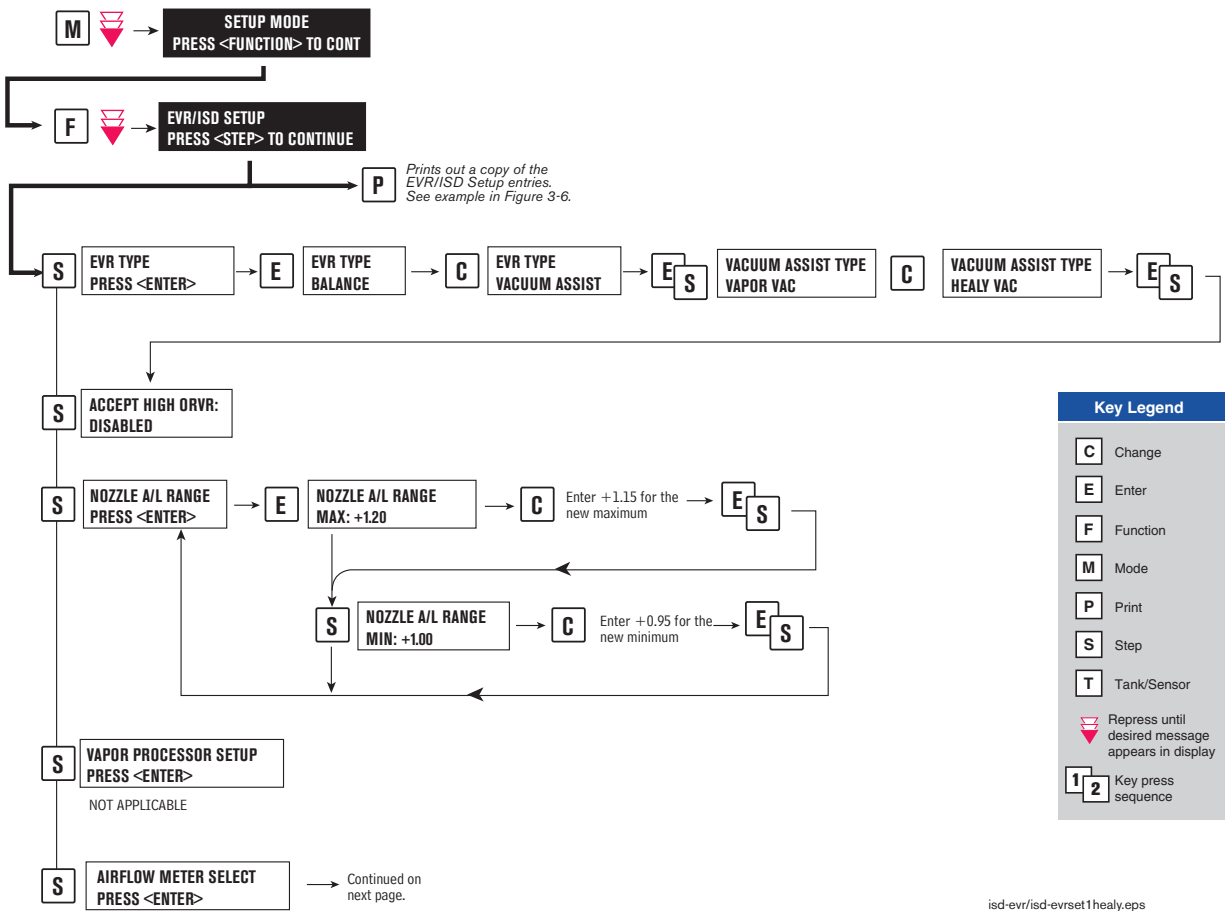 M
SETUP MODE
PRESS <FUNCTION> TO CONT
F
EVR/ISD SETUP
PRESS <STEP> TO CONTINUE
P
Prints out a copy of the
EVR/ISD Setup entries.
See example in Figure 3-6.
S
EVR TYPE
PRESS <ENTER>
E
EVR TYPE
BALANCE
C
EVR TYPE
VACUUM ASSIST
E
S
VACUUM ASSIST TYPE
VAPOR VAC
C
VACUUM ASSIST TYPE
HEALY VAC
E
S
S
ACCEPT HIGH ORVR:
DISABLED
S
NOZZLE A/L RANGE
PRESS <ENTER>
E
NOZZLE A/L RANGE
MAX: +1.20
C
Enter +1.15 for the
new maximum
E
S
S
NOZZLE A/L RANGE
MIN: +1.00
C
Enter +0.95 for the
new minimum
E
S
S
VAPOR PROCESSOR SETUP
PRESS <ENTER>
NOT APPLICABLE
S
AIRFLOW METER SELECT
PRESS <ENTER>
Continued on
next page.
Key Legend
C Change
E Enter
F Function
M Mode
P Print
S Step
T Tank/Sensor
Repress until
desired message
appears in display
1 2 Key press
sequence
isd-evr/isd-evrset1healy.eps